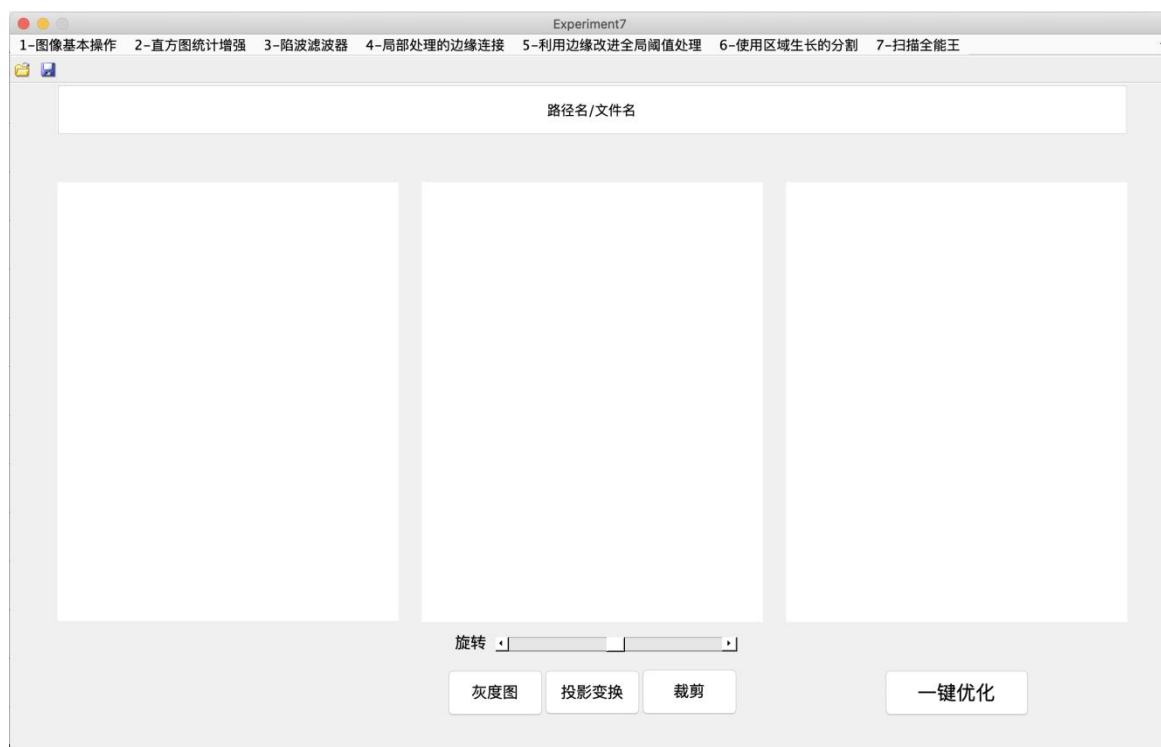 Experiment7
1-图像基本操作 2-直方图统计增强 3-陷波滤波器 4-局部处理的边缘连接 5-利用边缘改进全局阈值处理 6-使用区域生长的分割 7-扫描全能王
路径名/文件名
旋转
灰度图 投影变换 裁剪 一键优化